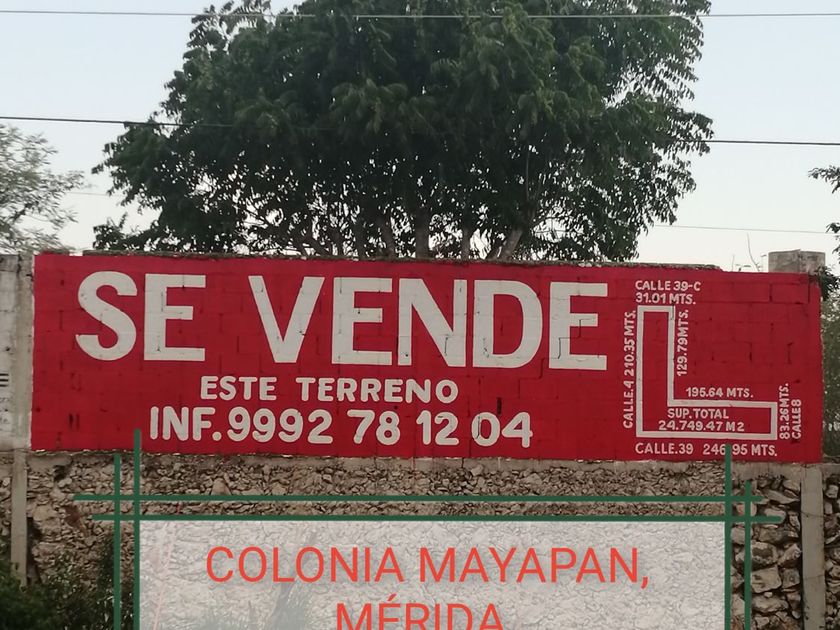 SE VENDE
ESTE TERRENO
INF.9992 78 12 04
CALLE 39-C
31.01 MTS.
CALLE.4 210.35 MTS.
129.79 MTS.
195.64 MTS.
SUP.TOTAL
24.749.47 M2
83.26 MTS.
CALLE 8
CALLE.39 246.95 MTS.
COLONIA MAYAPAN,
MÉRIDA